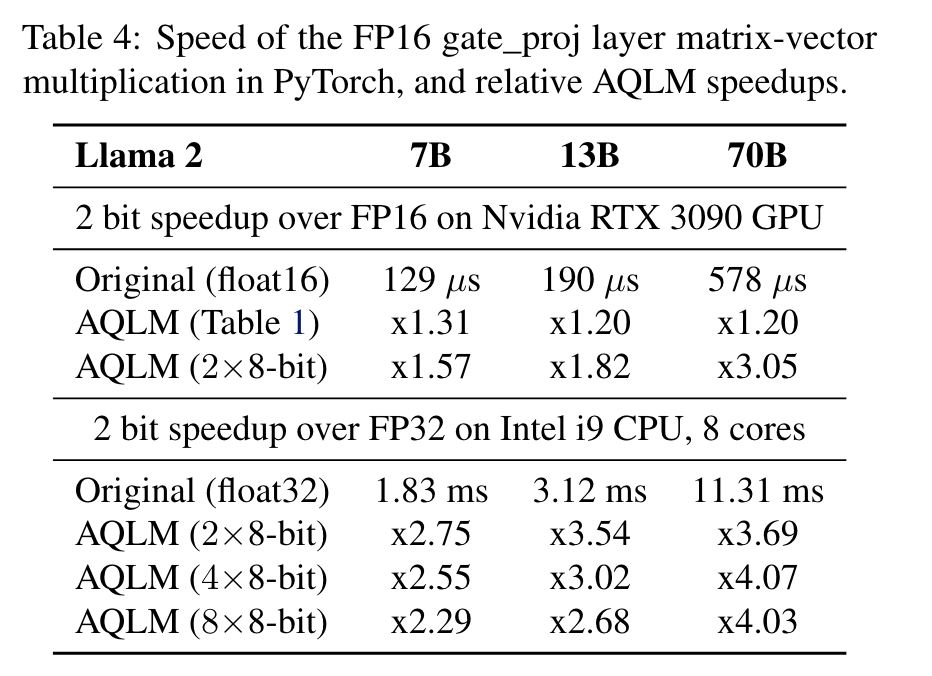 Table 4: Speed of the FP16 gate_proj layer matrix-vector
multiplication in PyTorch, and relative AQLM speedups.
Llama 2 7B 13B 70B
2 bit speedup over FP16 on Nvidia RTX 3090 GPU
Original (float16) 129 μs 190 μs 578 μs
AQLM (Table 1) x1.31 x1.20 x1.20
AQLM (2×8-bit) x1.57 x1.82 x3.05
2 bit speedup over FP32 on Intel i9 CPU, 8 cores
Original (float32) 1.83 ms 3.12 ms 11.31 ms
AQLM (2×8-bit) x2.75 x3.54 x3.69
AQLM (4×8-bit) x2.55 x3.02 x4.07
AQLM (8×8-bit) x2.29 x2.68 x4.03